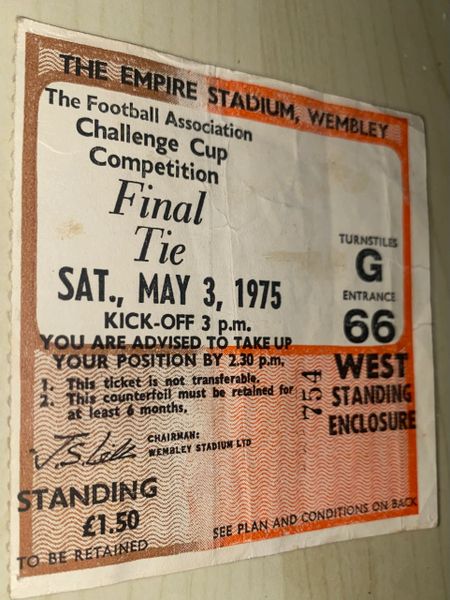 THE EMPIRE STADIUM, WEMBLEY
The Football Association
Challenge Cup
Competition
Final
Tie
SAT., MAY 3, 1975
KICK-OFF 3 p.m.
YOU ARE ADVISED TO TAKE UP
YOUR POSITION BY 2.30 p.m.
1. This ticket is not transferable.
2. This counterfoil must be retained for
at least 6 months.
CHAIRMAN:
WEMBLEY STADIUM LTD
STANDING
£1.50
TO BE RETAINED
TURNSTILES
G
ENTRANCE
66
WEST
STANDING
ENCLOSURE
754
SEE PLAN AND CONDITIONS ON BACK